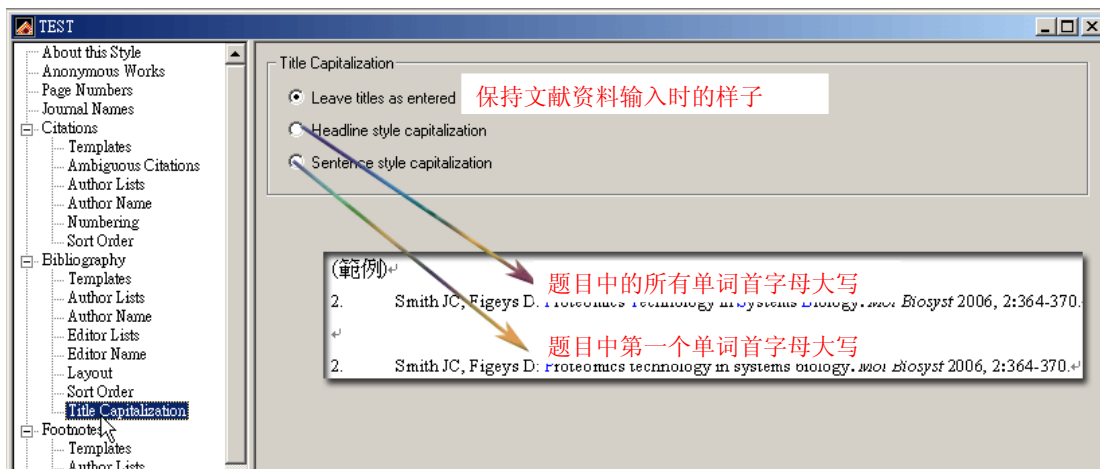 TEST
About this Style
Anonymous Works
Page Numbers
Journal Names
Citations
Templates
Ambiguous Citations
Author Lists
Author Name
Numbering
Sort Order
Bibliography
Templates
Author Lists
Author Name
Editor Lists
Editor Name
Layout
Sort Order
Title Capitalization
Footnotes
Templates
Author Lists
Title Capitalization
Leave titles as entered 保持文献资料输入时的样子
Headline style capitalization
Sentence style capitalization
(範例)
题目中的所有单词首字母大写
2. Smith JC, Figeys D: Proteomics Technology in Systems Biology. Mol Biosyst 2006, 2:364-370.
题目中第一个单词首字母大写
2. Smith JC, Figeys D: Proteomics technology in systems biology. Mol Biosyst 2006, 2:364-370.